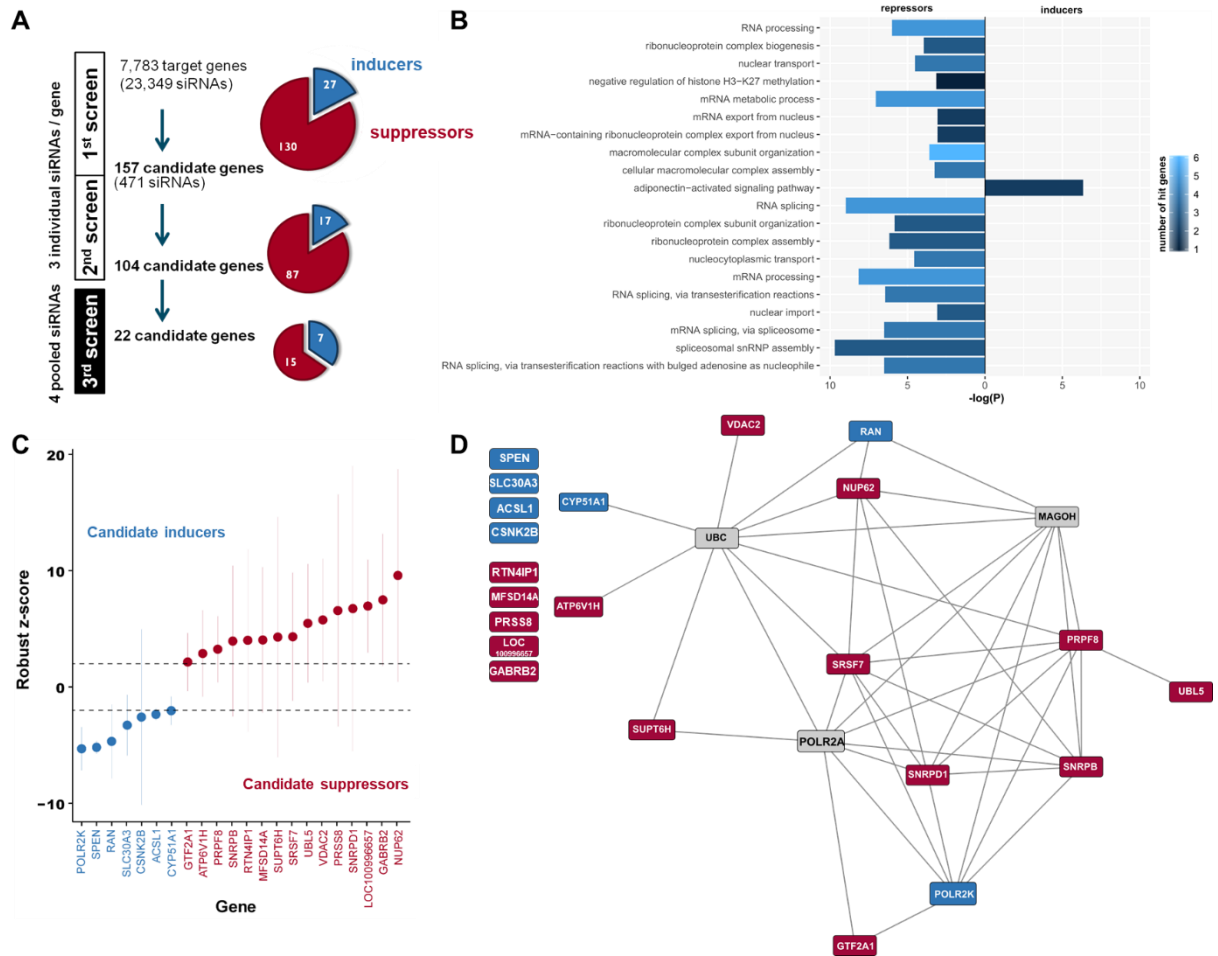 A
3 individual siRNAs / gene
4 pooled siRNAs
1st screen
2nd screen
3rd screen
7,783 target genes
(23,349 siRNAs)
157 candidate genes
(471 siRNAs)
104 candidate genes
22 candidate genes
27
130
inducers
suppressors
17
87
7
15
B
repressors
inducers
RNA processing
ribonucleoprotein complex biogenesis
nuclear transport
negative regulation of histone H3−K27 methylation
mRNA metabolic process
mRNA export from nucleus
mRNA−containing ribonucleoprotein complex export from nucleus
macromolecular complex subunit organization
cellular macromolecular complex assembly
adiponectin−activated signaling pathway
RNA splicing
ribonucleoprotein complex subunit organization
ribonucleoprotein complex assembly
nucleocytoplasmic transport
mRNA processing
RNA splicing, via transesterification reactions
nuclear import
mRNA splicing, via spliceosome
spliceosomal snRNP assembly
RNA splicing, via transesterification reactions with bulged adenosine as nucleophile
10
5
0
5
10
-log(P)
number of hit genes
6
5
4
3
2
1
C
Robust z-score
20
10
0
−10
Candidate inducers
Candidate suppressors
POLR2K
SPEN
RAN
SLC30A3
CSNK2B
ACSL1
CYP51A1
GTF2A1
ATP6V1H
PRPF8
SNRPB
RTN4IP1
MFSD14A
SUPT6H
SRSF7
UBL5
VDAC2
PRSS8
SNRPD1
LOC100996657
GABRB2
NUP62
Gene
D
SPEN
SLC30A3
ACSL1
CSNK2B
RTN4IP1
MFSD14A
PRSS8
LOC
100996657
GABRB2
VDAC2
RAN
CYP51A1
NUP62
MAGOH
UBC
ATP6V1H
PRPF8
SRSF7
UBL5
SUPT6H
POLR2A
SNRPD1
SNRPB
POLR2K
GTF2A1